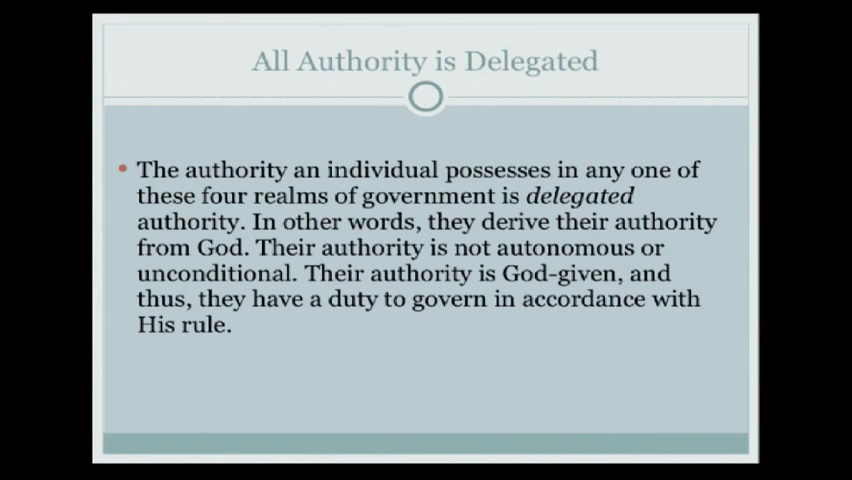 All Authority is Delegated
• The authority an individual possesses in any one of
these four realms of government is delegated
authority. In other words, they derive their authority
from God. Their authority is not autonomous or
unconditional. Their authority is God-given, and
thus, they have a duty to govern in accordance with
His rule.